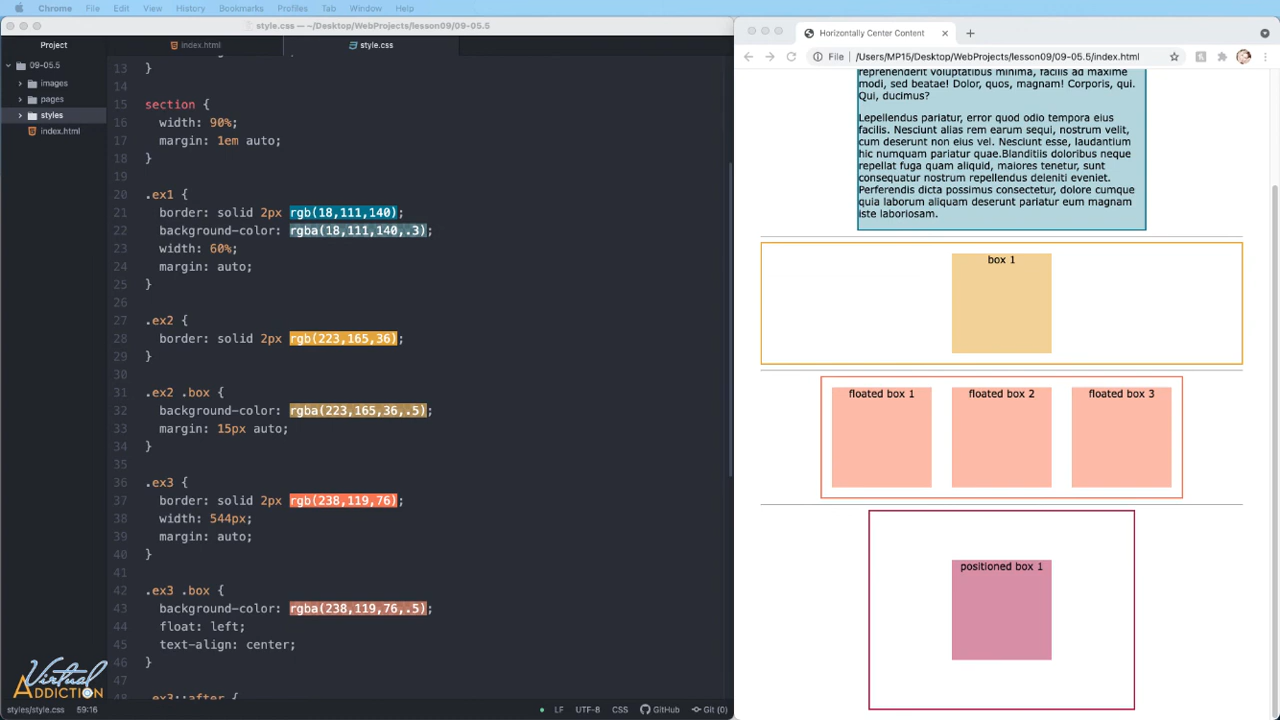 Chrome File Edit View History Bookmarks Profiles Tab Window Help
style.css — ~/Desktop/WebProjects/lesson09/09-05.5
Project
index.html
style.css
09-05.5
images
pages
styles
index.html
13 }
14
15 section {
16 width: 90%;
17 margin: 1em auto;
18 }
19
20 .ex1 {
21 border: solid 2px rgb(18,111,140);
22 background-color: rgba(18,111,140,.3);
23 width: 60%;
24 margin: auto;
25 }
26
27 .ex2 {
28 border: solid 2px rgb(223,165,36);
29 }
30
31 .ex2 .box {
32 background-color: rgba(223,165,36,.5);
33 margin: 15px auto;
34 }
35
36 .ex3 {
37 border: solid 2px rgb(238,119,76);
38 width: 544px;
39 margin: auto;
40 }
41
42 .ex3 .box {
43 background-color: rgba(238,119,76,.5);
44 float: left;
45 text-align: center;
46 }
47
48 .ex3::after {
Virtual
Addiction
styles/style.css 59:16
LF UTF-8 CSS GitHub Git (0)
Horizontally Center Content
File /Users/MP15/Desktop/WebProjects/lesson09/09-05.5/index.html
reprehenderit voluptatibus minima, facilis ad maxime
modi, sed beatae! Dolor, quos, magnam! Corporis, qui.
Qui, ducimus?
Lepellendus pariatur, error quod odio tempora eius
facilis. Nesciunt alias rem earum sequi, nostrum velit,
cum deserunt non eius vel. Nesciunt esse, laudantium
hic numquam pariatur quae.Blanditiis doloribus neque
repellat fuga quam aliquid, maiores tenetur, sunt
consequatur nostrum repellendus deleniti eveniet.
Perferendis dicta possimus consectetur, dolore cumque
quia laborum aliquam deserunt pariatur eum magnam
iste laboriosam.
box 1
floated box 1 floated box 2 floated box 3
positioned box 1